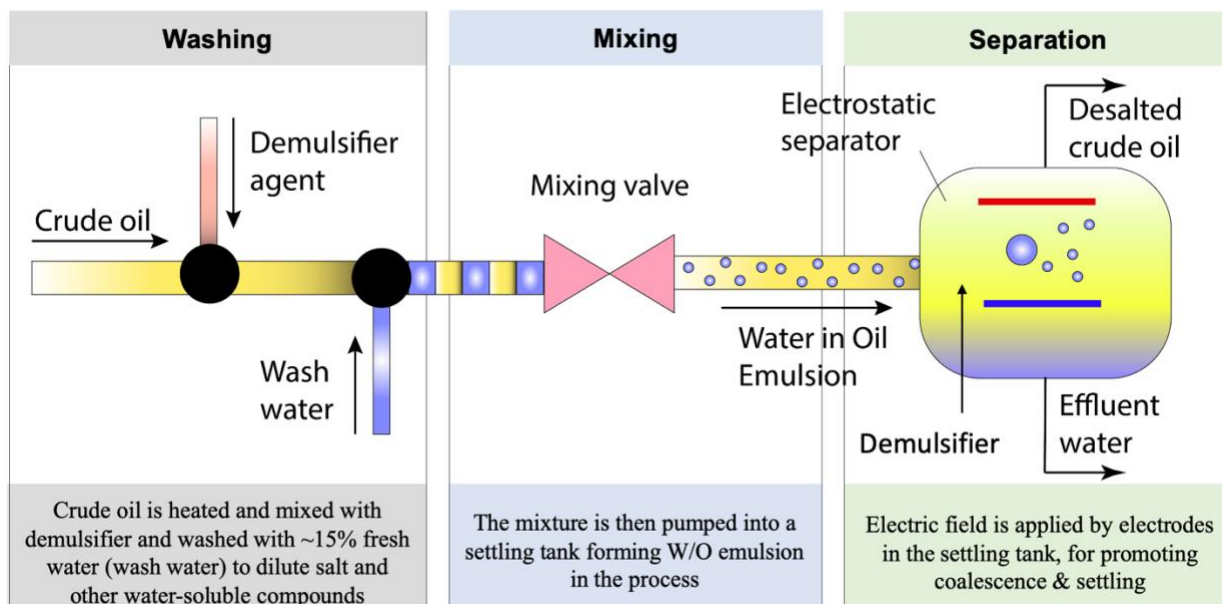 Washing
Mixing
Separation
Demulsifier
agent
Crude oil
Wash
water
Mixing valve
Water in Oil
Emulsion
Electrostatic
separator
Desalted
crude oil
Demulsifier
Effluent
water
Crude oil is heated and mixed with
demulsifier and washed with ~15% fresh
water (wash water) to dilute salt and
other water-soluble compounds
The mixture is then pumped into a
settling tank forming W/O emulsion
in the process
Electric field is applied by electrodes
in the settling tank, for promoting
coalescence & settling